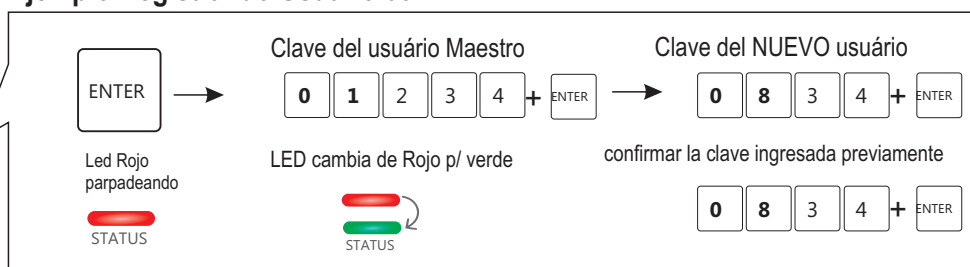 ENTER
Led Rojo
parpadeando
STATUS
Clave del usuário Maestro
0 1 2 3 4 + ENTER
LED cambia de Rojo p/ verde
STATUS
Clave del NUEVO usuário
0 8 3 4 + ENTER
confirmar la clave ingresada previamente
0 8 3 4 + ENTER